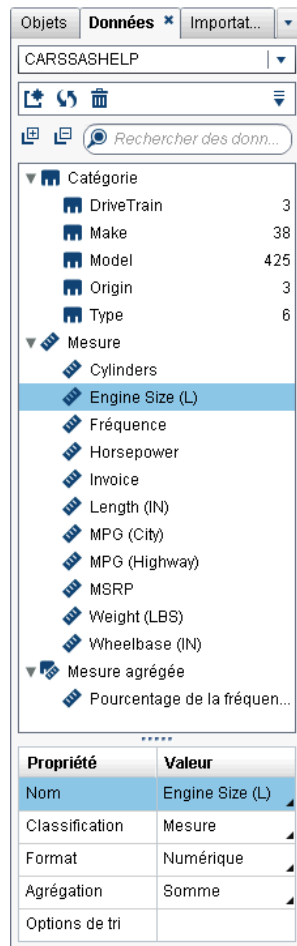 Objets Données × Importat...
CARSSASHELP
Rechercher des donn...
Catégorie
DriveTrain 3
Make 38
Model 425
Origin 3
Type 6
Mesure
Cylinders
Engine Size (L)
Fréquence
Horsepower
Invoice
Length (IN)
MPG (City)
MPG (Highway)
MSRP
Weight (LBS)
Wheelbase (IN)
Mesure agrégée
Pourcentage de la fréquen...
Propriété Valeur
Nom Engine Size (L)
Classification Mesure
Format Numérique
Agrégation Somme
Options de tri